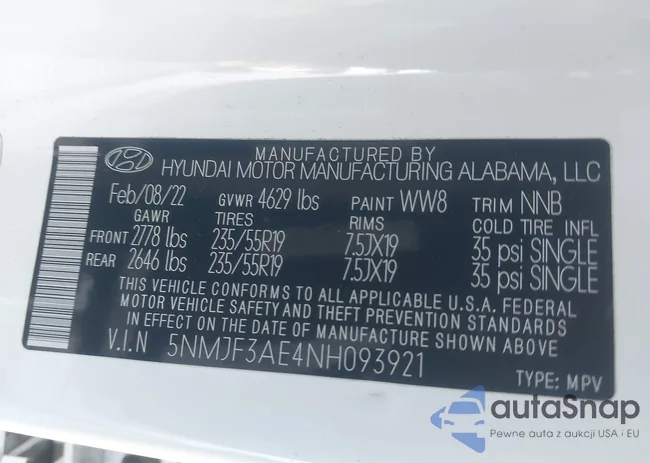 MANUFACTURED BY
HYUNDAI MOTOR MANUFACTURING ALABAMA, LLC
Feb/08/22 GVWR 4629 lbs PAINT WW8 TRIM NNB
GAWR TIRES RIMS COLD TIRE INFL
FRONT 2778 lbs 235/55R19 7.5JX19 35 psi SINGLE
REAR 2646 lbs 235/55R19 7.5JX19 35 psi SINGLE
THIS VEHICLE CONFORMS TO ALL APPLICABLE U.S.A. FEDERAL
MOTOR VEHICLE SAFETY AND THEFT PREVENTION STANDARDS
IN EFFECT ON THE DATE OF MANUFACTURE SHOWN ABOVE
V.I.N 5NMJF3AE4NH093921
TYPE: MPV
autaSnap
Pewne auta z aukcji USA i EU